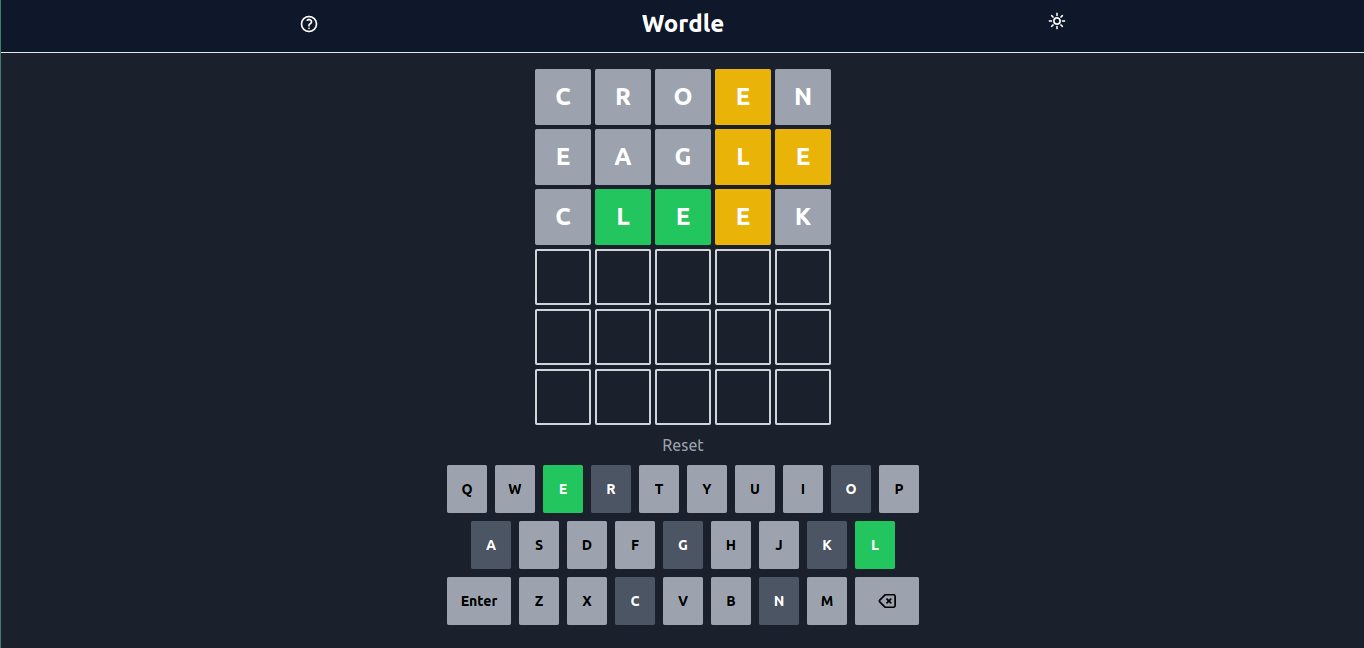 Wordle
C R O E N
E A G L E
C L E E K
Reset
Q W E R T Y U I O P
A S D F G H J K L
Enter Z X C V B N M